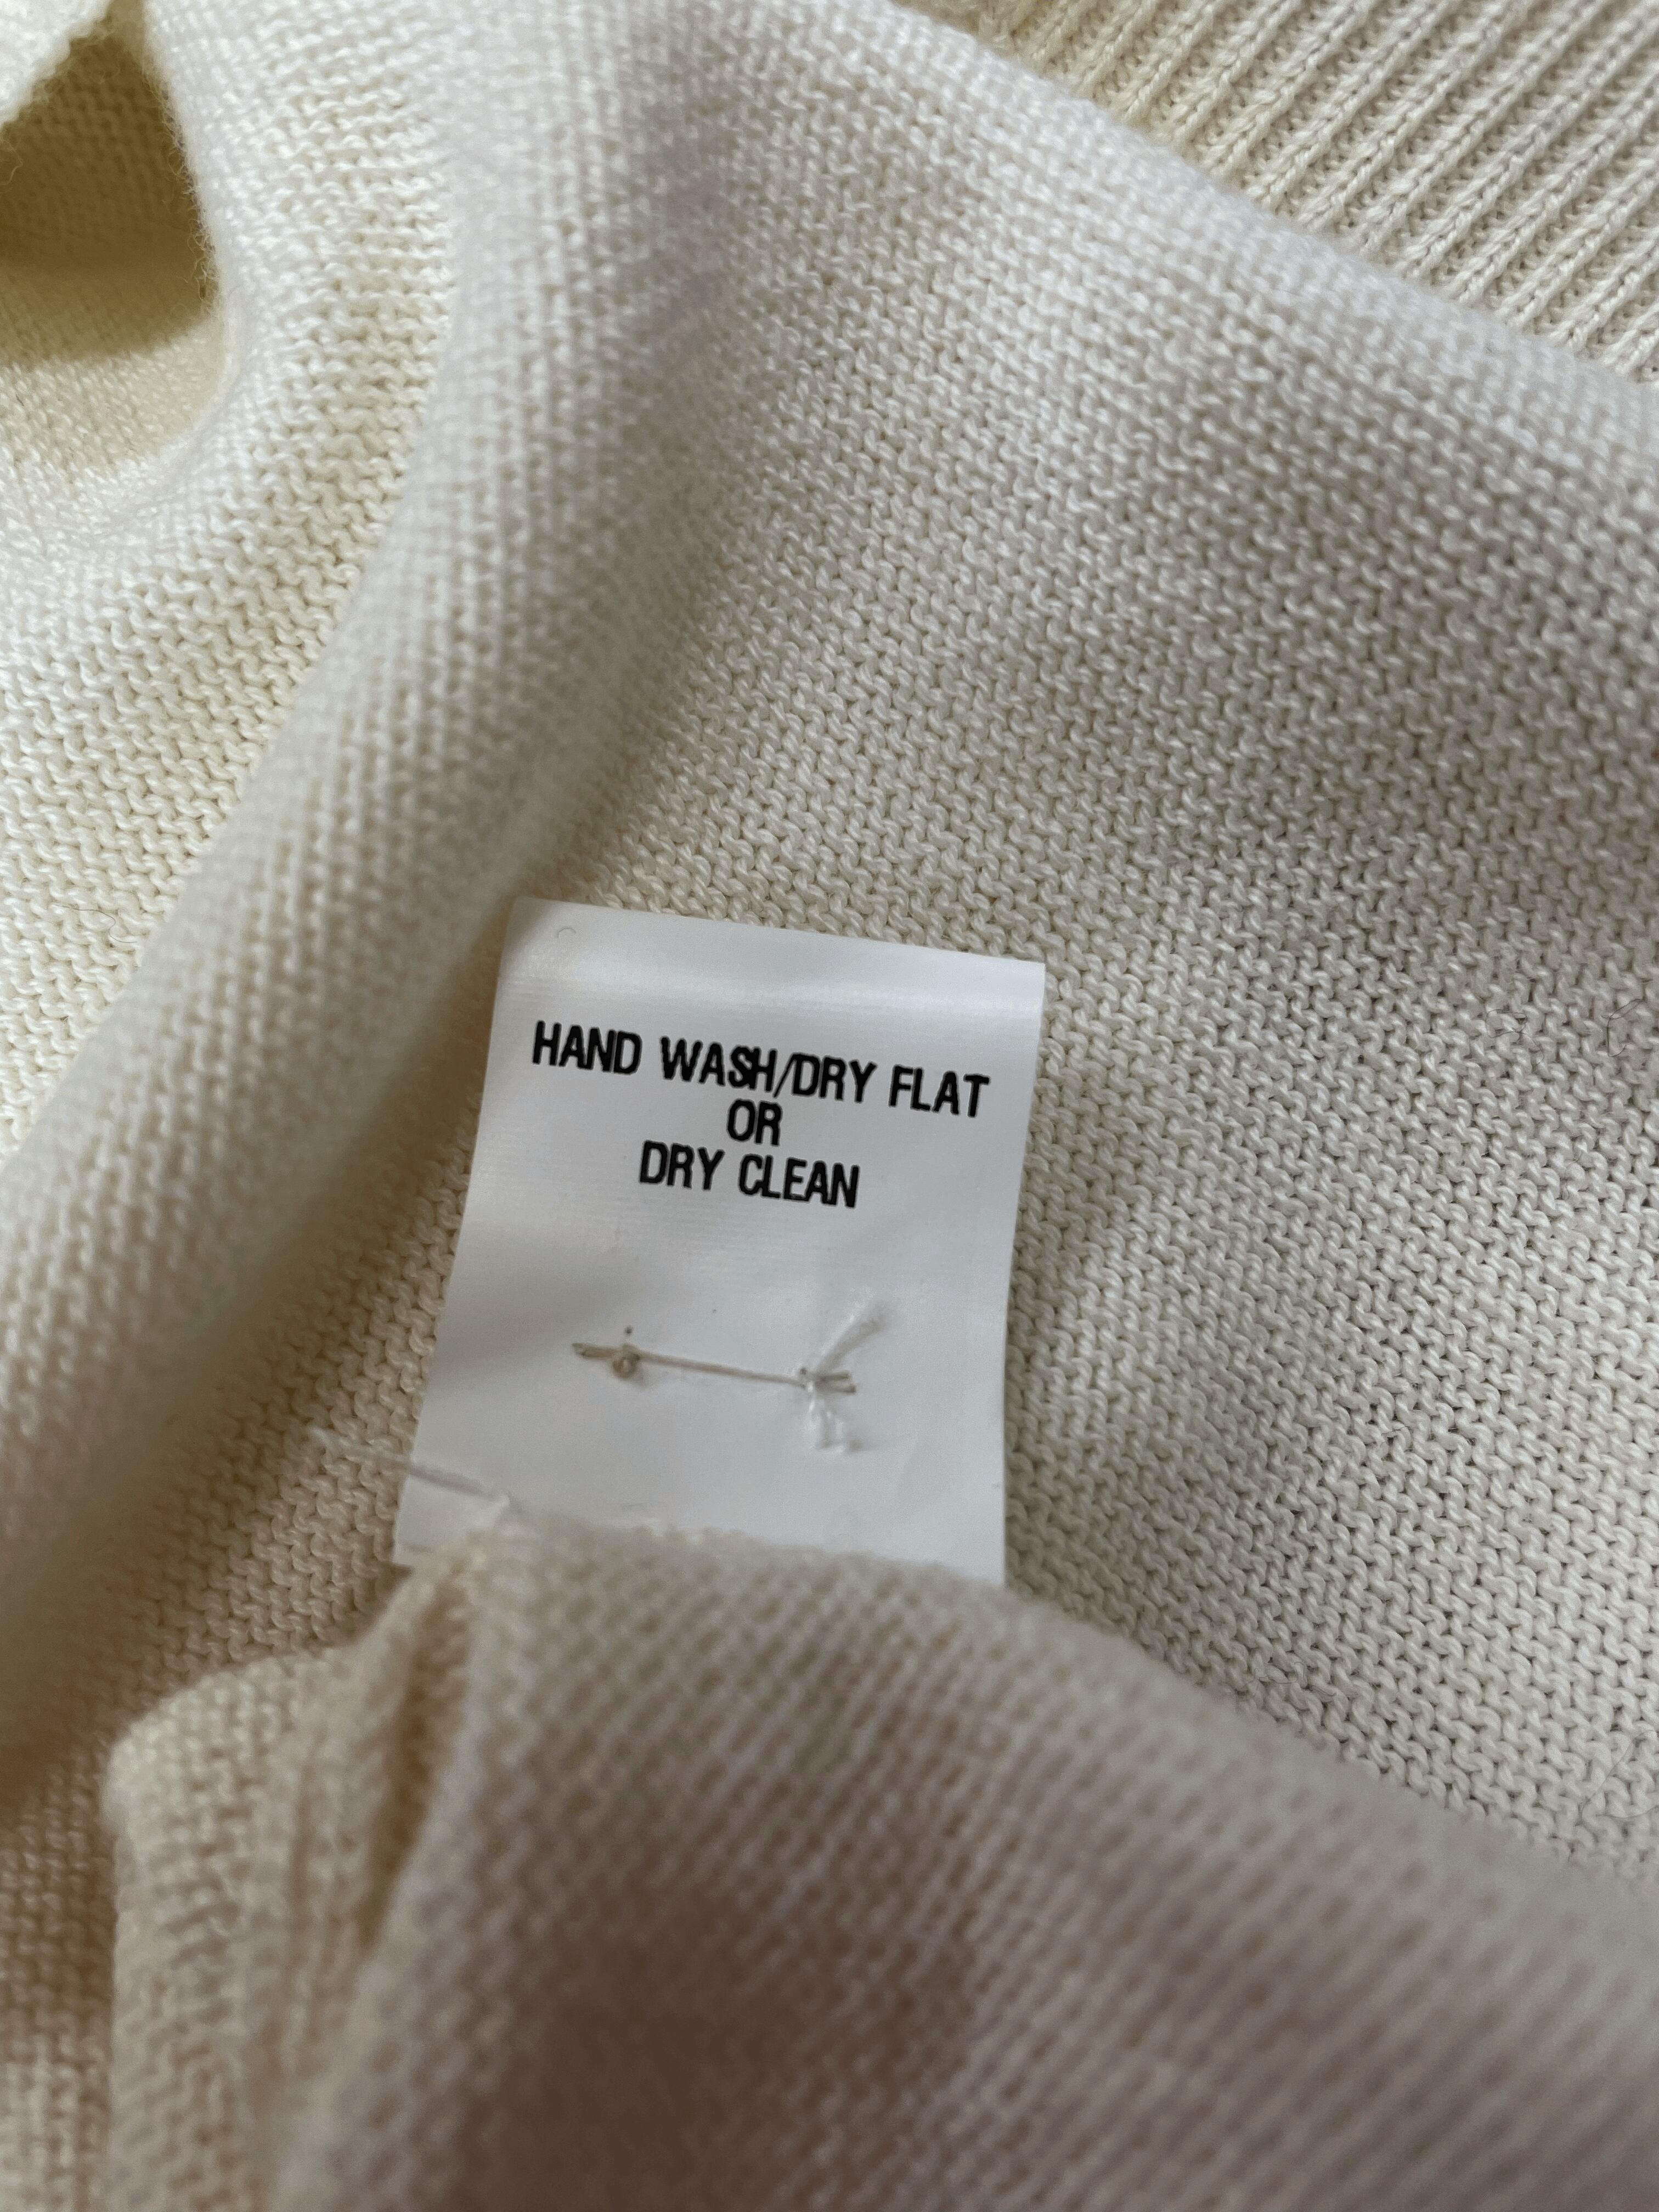 HAND WASH/DRY FLAT
OR
DRY CLEAN